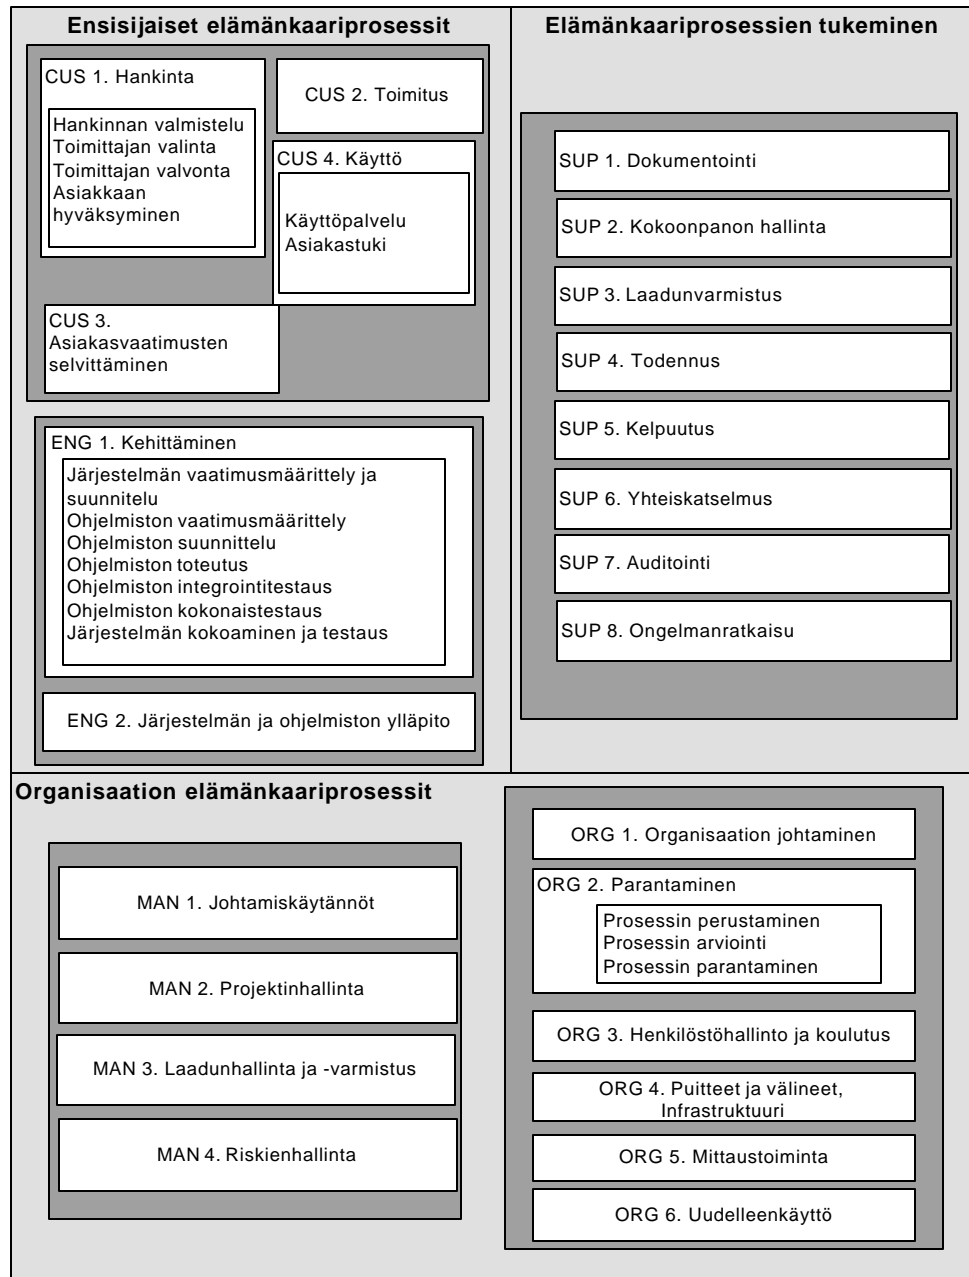 Ensisijaiset elämänkaariprosessit
CUS 1. Hankinta
Hankinnan valmistelu
Toimittajan valinta
Toimittajan valvonta
Asiakkaan
hyväksyminen
CUS 2. Toimitus
CUS 4. Käyttö
Käyttöpalvelu
Asiakastuki
CUS 3.
Asiakasvaatimusten
selvittäminen
ENG 1. Kehittäminen
Järjestelmän vaatimusmäärittely ja
suunnitelu
Ohjelmiston vaatimusmäärittely
Ohjelmiston suunnittelu
Ohjelmiston toteutus
Ohjelmiston integrointitestaus
Ohjelmiston kokonaistestaus
Järjestelmän kokoaminen ja testaus
ENG 2. Järjestelmän ja ohjelmiston ylläpito
Elämänkaariprosessien tukeminen
SUP 1. Dokumentointi
SUP 2. Kokoonpanon hallinta
SUP 3. Laadunvarmistus
SUP 4. Todennus
SUP 5. Kelpuutus
SUP 6. Yhteiskatselmus
SUP 7. Auditointi
SUP 8. Ongelmanratkaisu
Organisaation elämänkaariprosessit
MAN 1. Johtamiskäytännöt
MAN 2. Projektinhallinta
MAN 3. Laadunhallinta ja -varmistus
MAN 4. Riskienhallinta
ORG 1. Organisaation johtaminen
ORG 2. Parantaminen
Prosessin perustaminen
Prosessin arviointi
Prosessin parantaminen
ORG 3. Henkilöstöhallinto ja koulutus
ORG 4. Puitteet ja välineet,
Infrastruktuuri
ORG 5. Mittaustoiminta
ORG 6. Uudelleenkäyttö